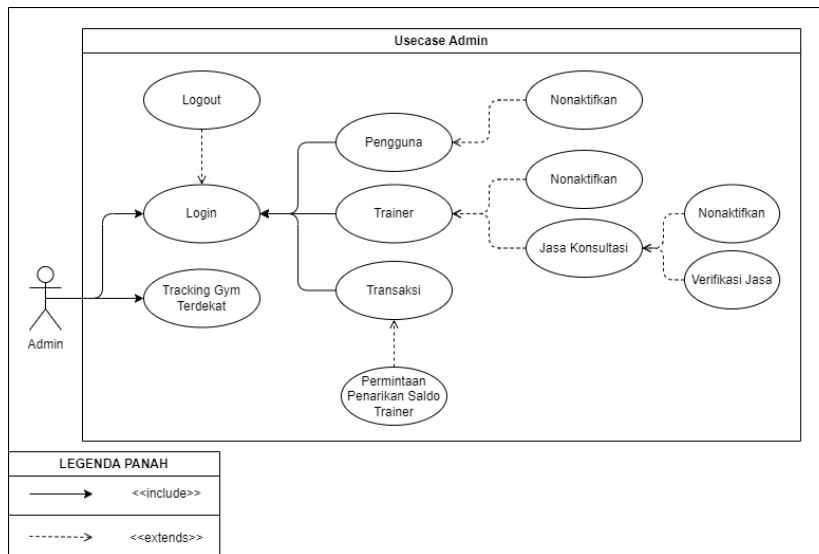 Usecase Admin
Logout
Nonaktifkan
Pengguna
Nonaktifkan
Login
Trainer
Nonaktifkan
Jasa Konsultasi
Verifikasi Jasa
Tracking Gym
Terdekat
Transaksi
Admin
Permintaan
Penarikan Saldo
Trainer
LEGENDA PANAH
<<include>>
<<extends>>